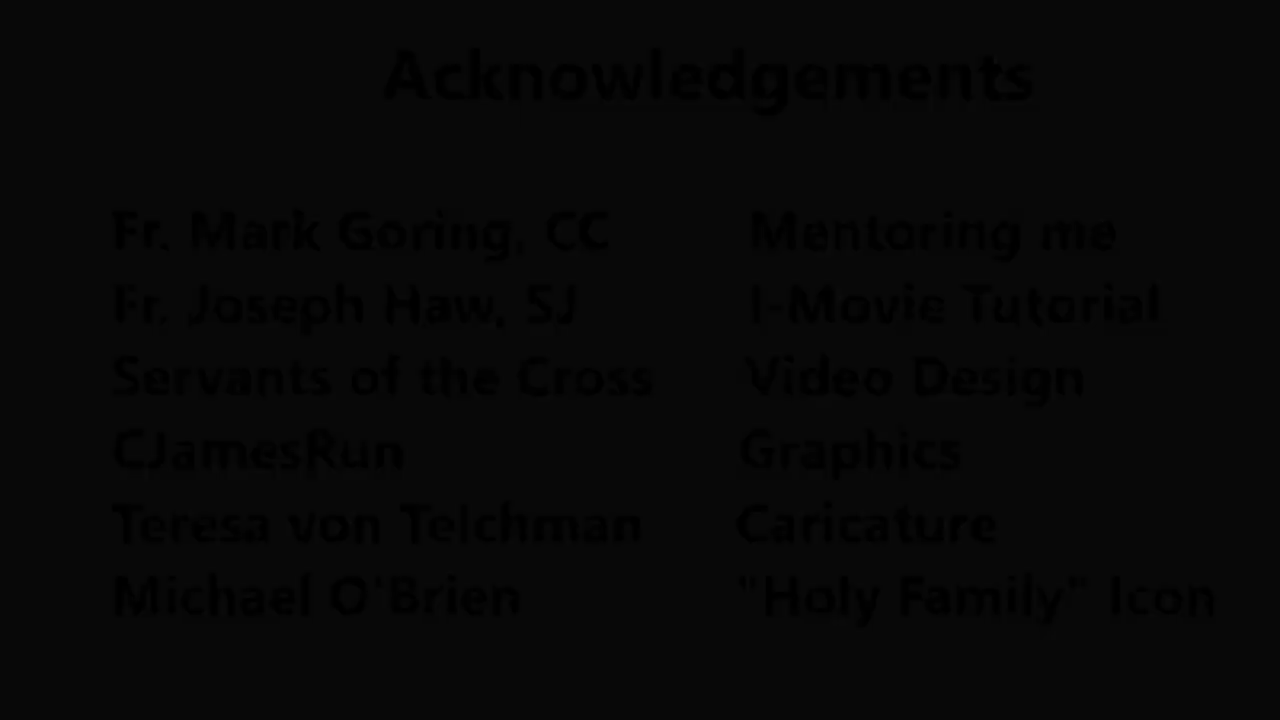 Acknowledgements
Fr. Mark Goring, CC Mentoring me
Fr. Joseph Haw, SJ I-Movie Tutorial
Servants of the Cross Video Design
CJamesRun Graphics
Teresa von Teichman Caricature
Michael O'Brien "Holy Family" Icon